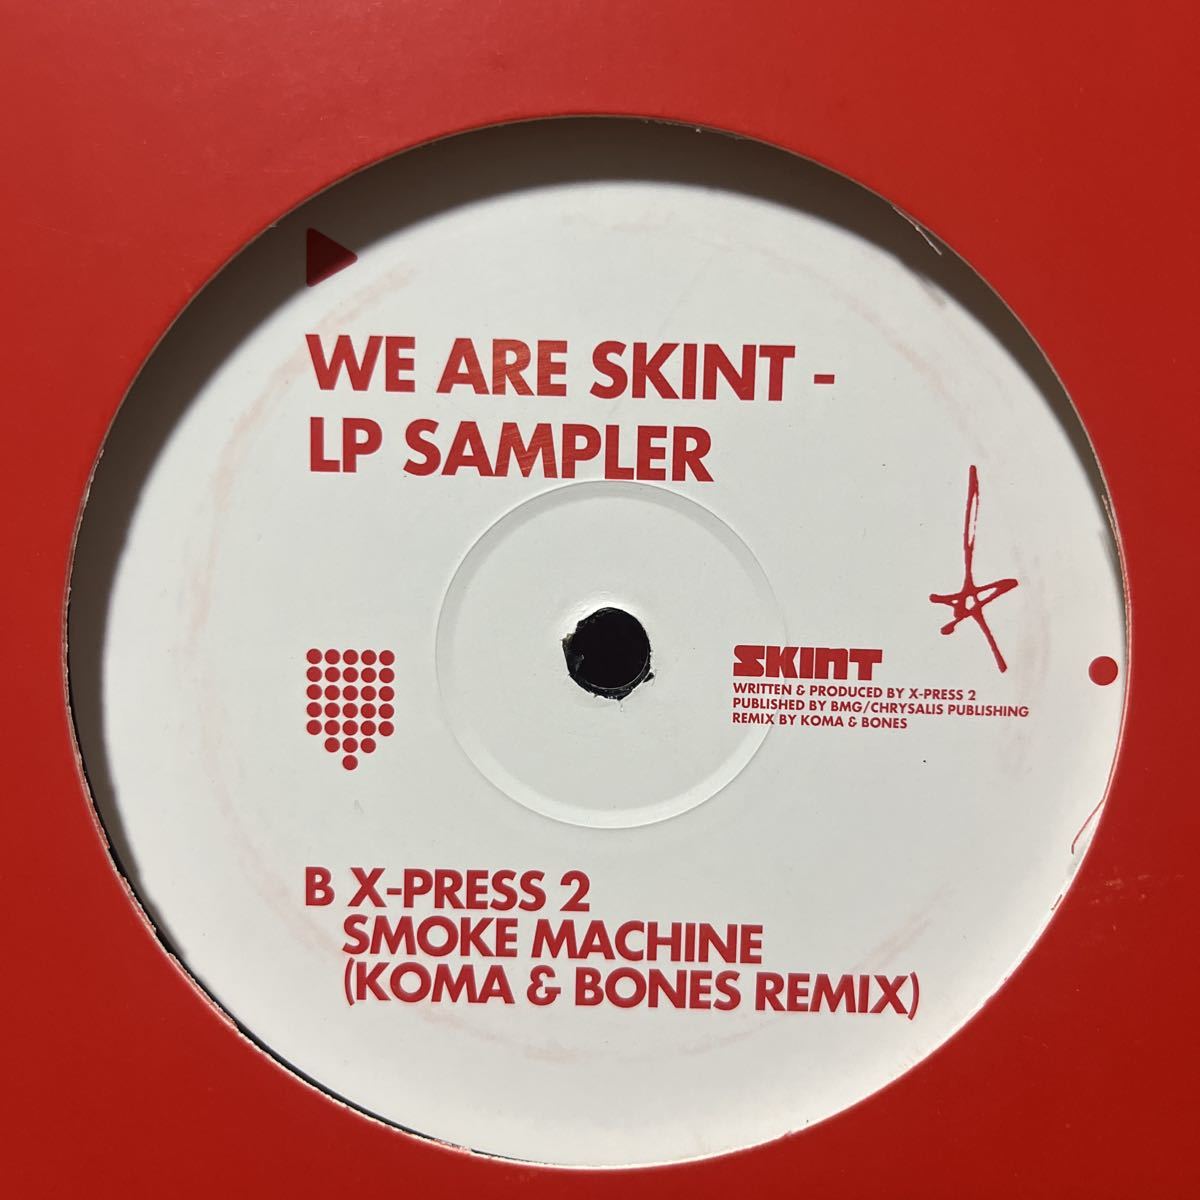 WE ARE SKINT -
LP SAMPLER
SKINT
WRITTEN & PRODUCED BY X-PRESS 2
PUBLISHED BY BMG/CHRYSALIS PUBLISHING
REMIX BY KOMA & BONES
B X-PRESS 2
SMOKE MACHINE
(KOMA & BONES REMIX)